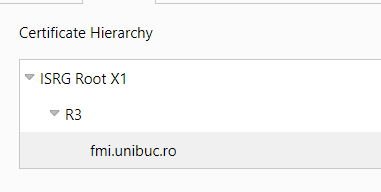 Certificate Hierarchy
ISRG Root X1
R3
fmi.unibuc.ro